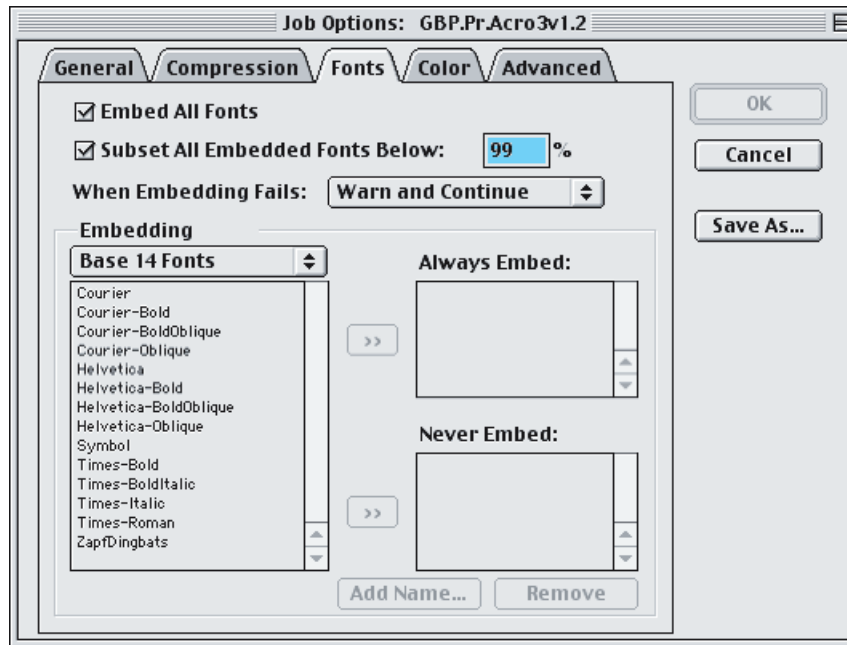 Job Options: GBP.Pr.Acro3v1.2
General Compression Fonts Color Advanced
Embed All Fonts
Subset All Embedded Fonts Below: 99 %
When Embedding Fails: Warn and Continue
OK
Cancel
Save As...
Embedding
Base 14 Fonts
Courier
Courier-Bold
Courier-BoldOblique
Courier-Oblique
Helvetica
Helvetica-Bold
Helvetica-BoldOblique
Helvetica-Oblique
Symbol
Times-Bold
Times-BoldItalic
Times-Italic
Times-Roman
ZapfDingbats
>>
>>
Always Embed:
Never Embed:
Add Name... Remove